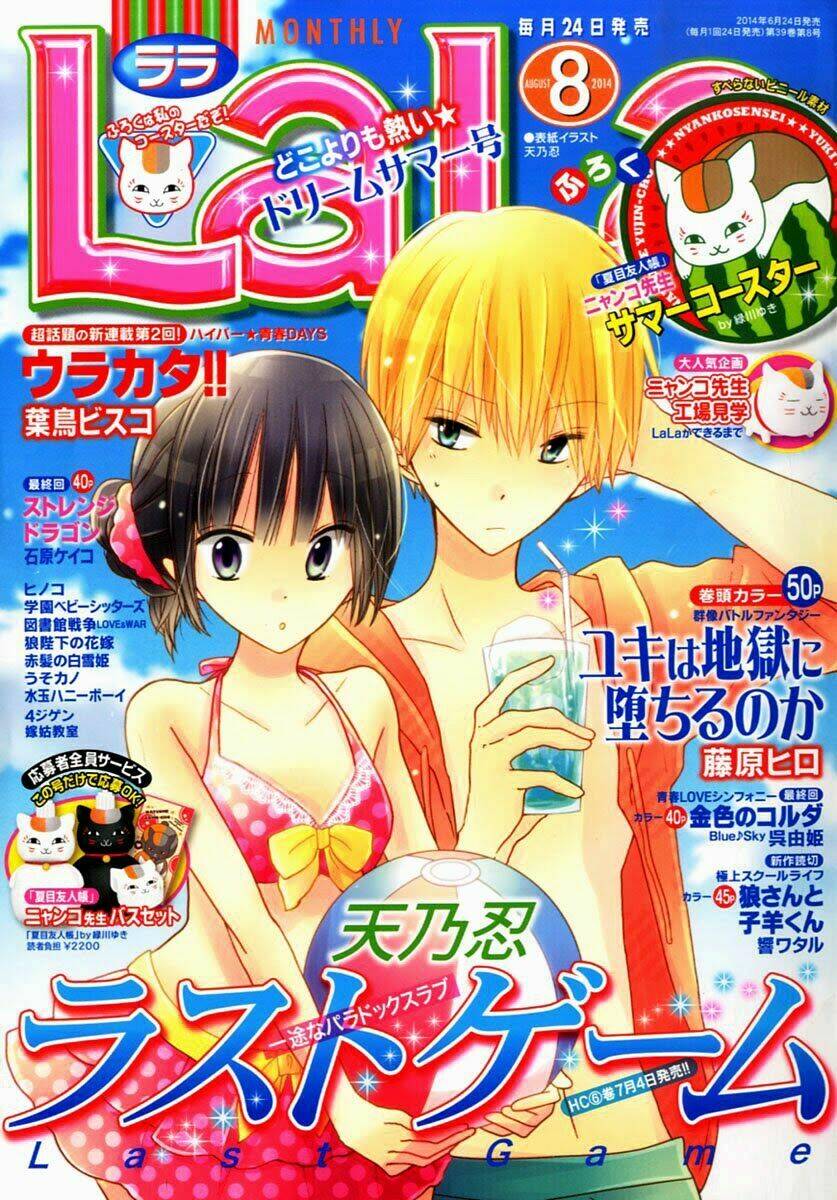 MONTHLY
毎月24日発売
2014年6月24日発売
(毎月1回24日発売)第39巻第8号
ララ
LaLa
AUGUST 8 2014
●表紙イラスト
天乃忍
ふろくは私の
コースターだぞ!
どこよりも熱い★
ドリームサマー号
すべらないビニール素材
ふろく
NYANKOSENSEI
「夏目友人帳」
ニャンコ先生
サマーコースター
by緑川ゆき
超話題の新連載第2回!
ハイパー★青春DAYS
ウラカタ!!
葉鳥ビスコ
大人気企画
ニャンコ先生
工場見学
LaLaができるまで
最終回 40P
ストレンジ
ドラゴン
石原ケイコ
ヒノコ
学園ベビーシッターズ
図書館戦争LOVE&WAR
狼陛下の花嫁
赤髪の白雪姫
うそカノ
水玉ハニーボーイ
4ジゲン
嫁姑教室
巻頭カラー 50P
群像バトルファンタジー
ユキは地獄に
堕ちるのか
藤原ヒロ
青春LOVEシンフォニー 最終回
カラー 40P 金色のコルダ
Blue♪Sky 呉由姫
新作読切
極上スクールライフ
カラー 45P 狼さんと
子羊くん
響ワタル
応募者全員サービス
この号だけで応募OK!
「夏目友人帳」
ニャンコ先生バスセット
「夏目友人帳」by緑川ゆき
読者負担 ¥2200
天乃忍
一途なパラドックスラブ
ラストゲーム
HC⑥巻7月4日発売!!
Last Game